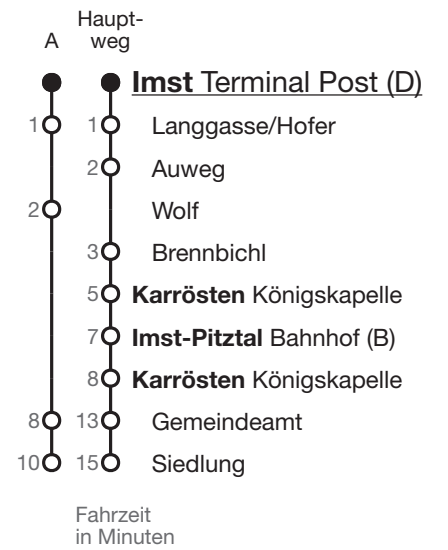 Haupt-
A weg
Imst Terminal Post (D)
1 1 Langgasse/Hofer
2 Auweg
2 Wolf
3 Brennbichl
5 Karrösten Königskapelle
7 Imst-Pitztal Bahnhof (B)
8 Karrösten Königskapelle
8 13 Gemeindeamt
10 15 Siedlung
Fahrzeit
in Minuten